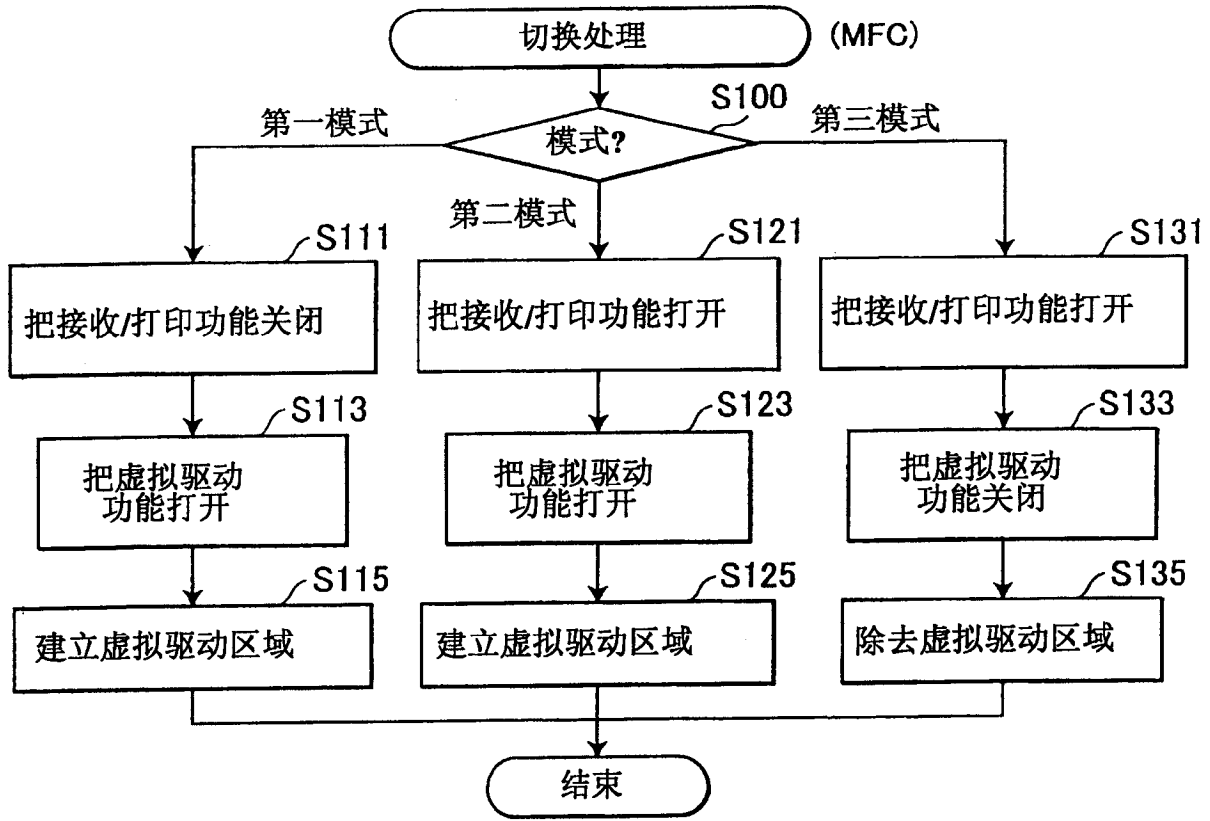 切换处理 (MFC)
S100
第一模式
模式?
第三模式
第二模式
S111
把接收/打印功能关闭
S121
把接收/打印功能打开
S131
把接收/打印功能打开
S113
把虚拟驱动
功能打开
S123
把虚拟驱动
功能打开
S133
把虚拟驱动
功能关闭
S115
建立虚拟驱动区域
S125
建立虚拟驱动区域
S135
除去虚拟驱动区域
结束